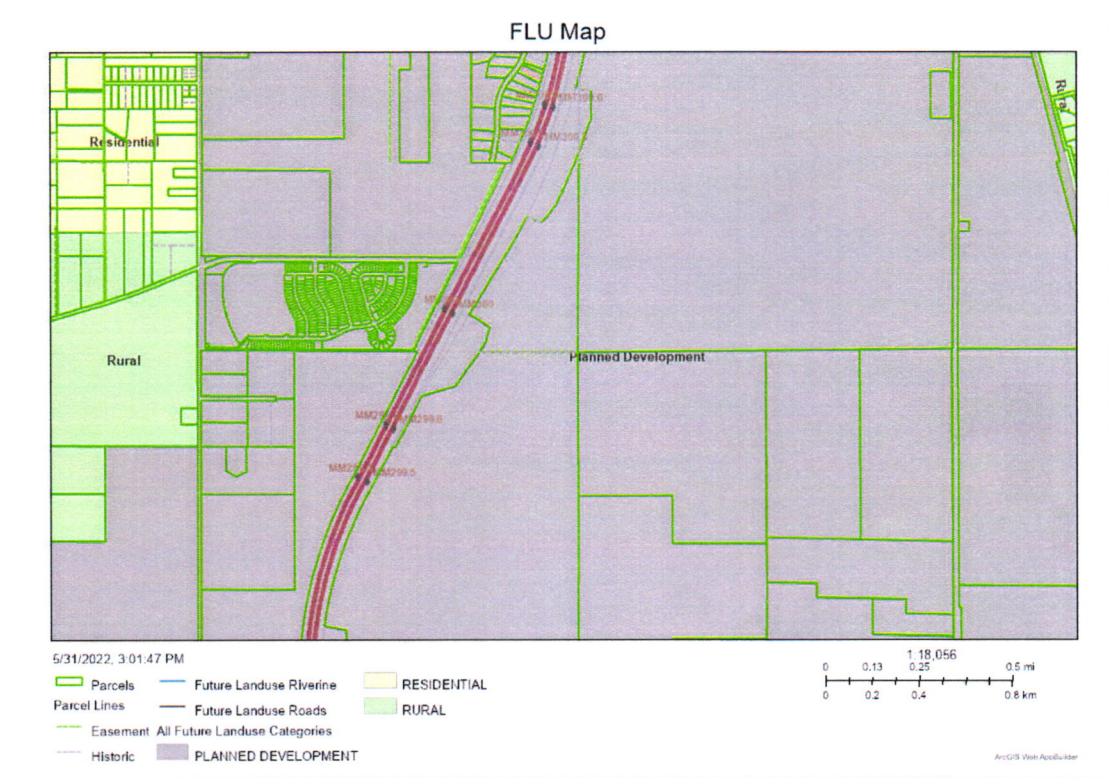 FLU Map
Rural
Residential
Rural
Planned Development
MM299.5
5/31/2022, 3:01:47 PM
1:18,056
0 0.13 0.25 0.5 mi
0 0.2 0.4 0.8 km
Parcels
Future Landuse Riverine
RESIDENTIAL
Parcel Lines
Future Landuse Roads
RURAL
Easement
All Future Landuse Categories
Historic
PLANNED DEVELOPMENT
ArcGIS Web AppBuilder